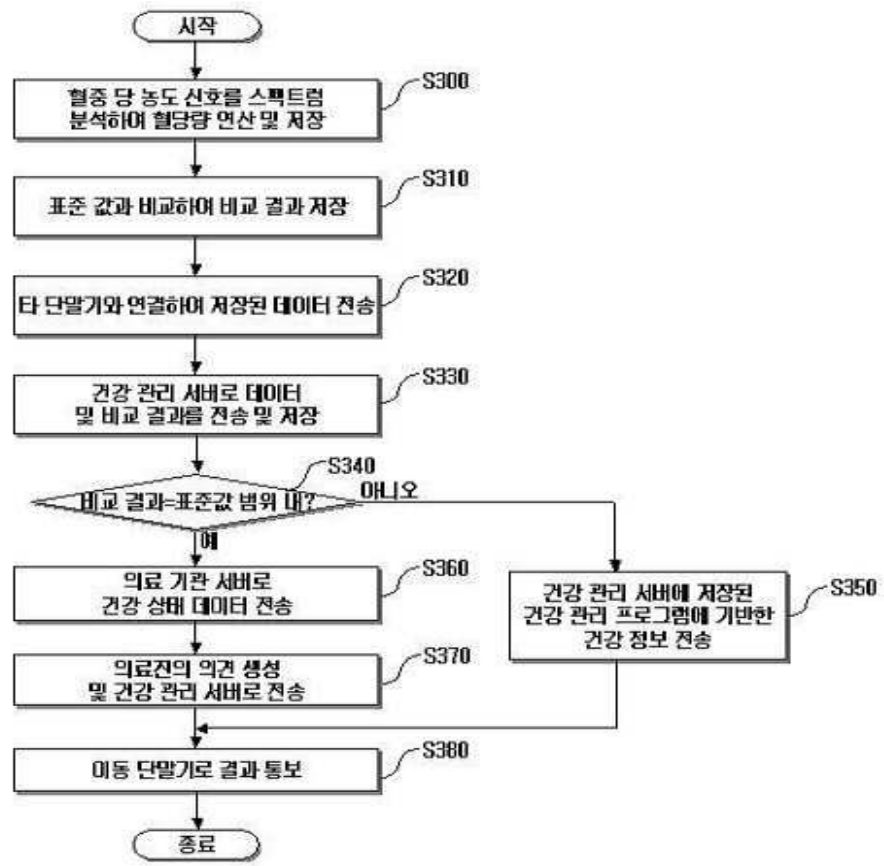 시작
S300
혈중 당 농도 신호를 스팩트럼
분석하여 혈당량 연산 및 저장
S310
표준 값과 비교하여 비교 결과 저장
S320
타 단말기와 연결하여 저장된 데이터 전송
S330
건강 관리 서버로 데이터
및 비교 결과를 전송 및 저장
S340
비교 결과=표준값 범위 내?
아니오
예
S360
의료 기관 서버로
건강 상태 데이터 전송
S350
건강 관리 서버에 저장된
건강 관리 프로그램에 기반한
건강 정보 전송
S370
의료진의 의견 생성
및 건강 관리 서버로 전송
S380
이동 단말기로 결과 통보
종료